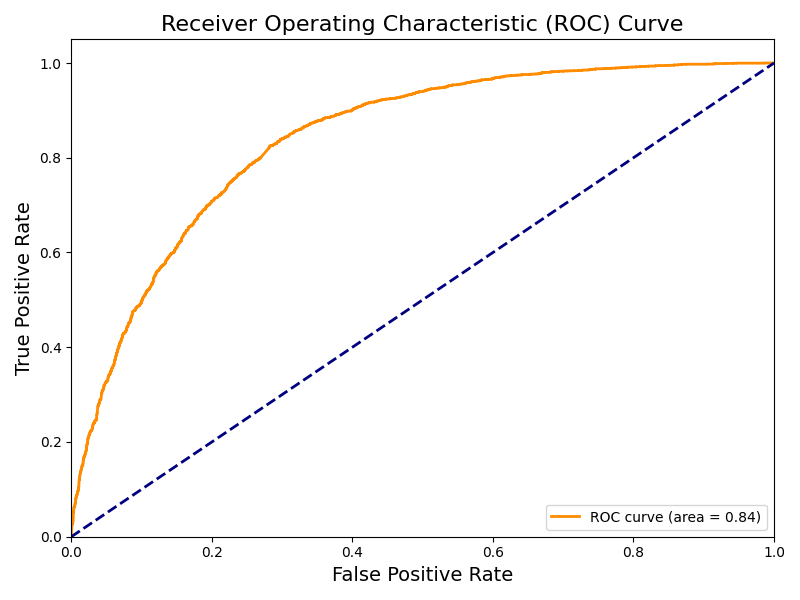 Receiver Operating Characteristic (ROC) Curve
True Positive Rate
1.0
0.8
0.6
0.4
0.2
0.0
ROC curve (area = 0.84)
0.0 0.2 0.4 0.6 0.8 1.0
False Positive Rate